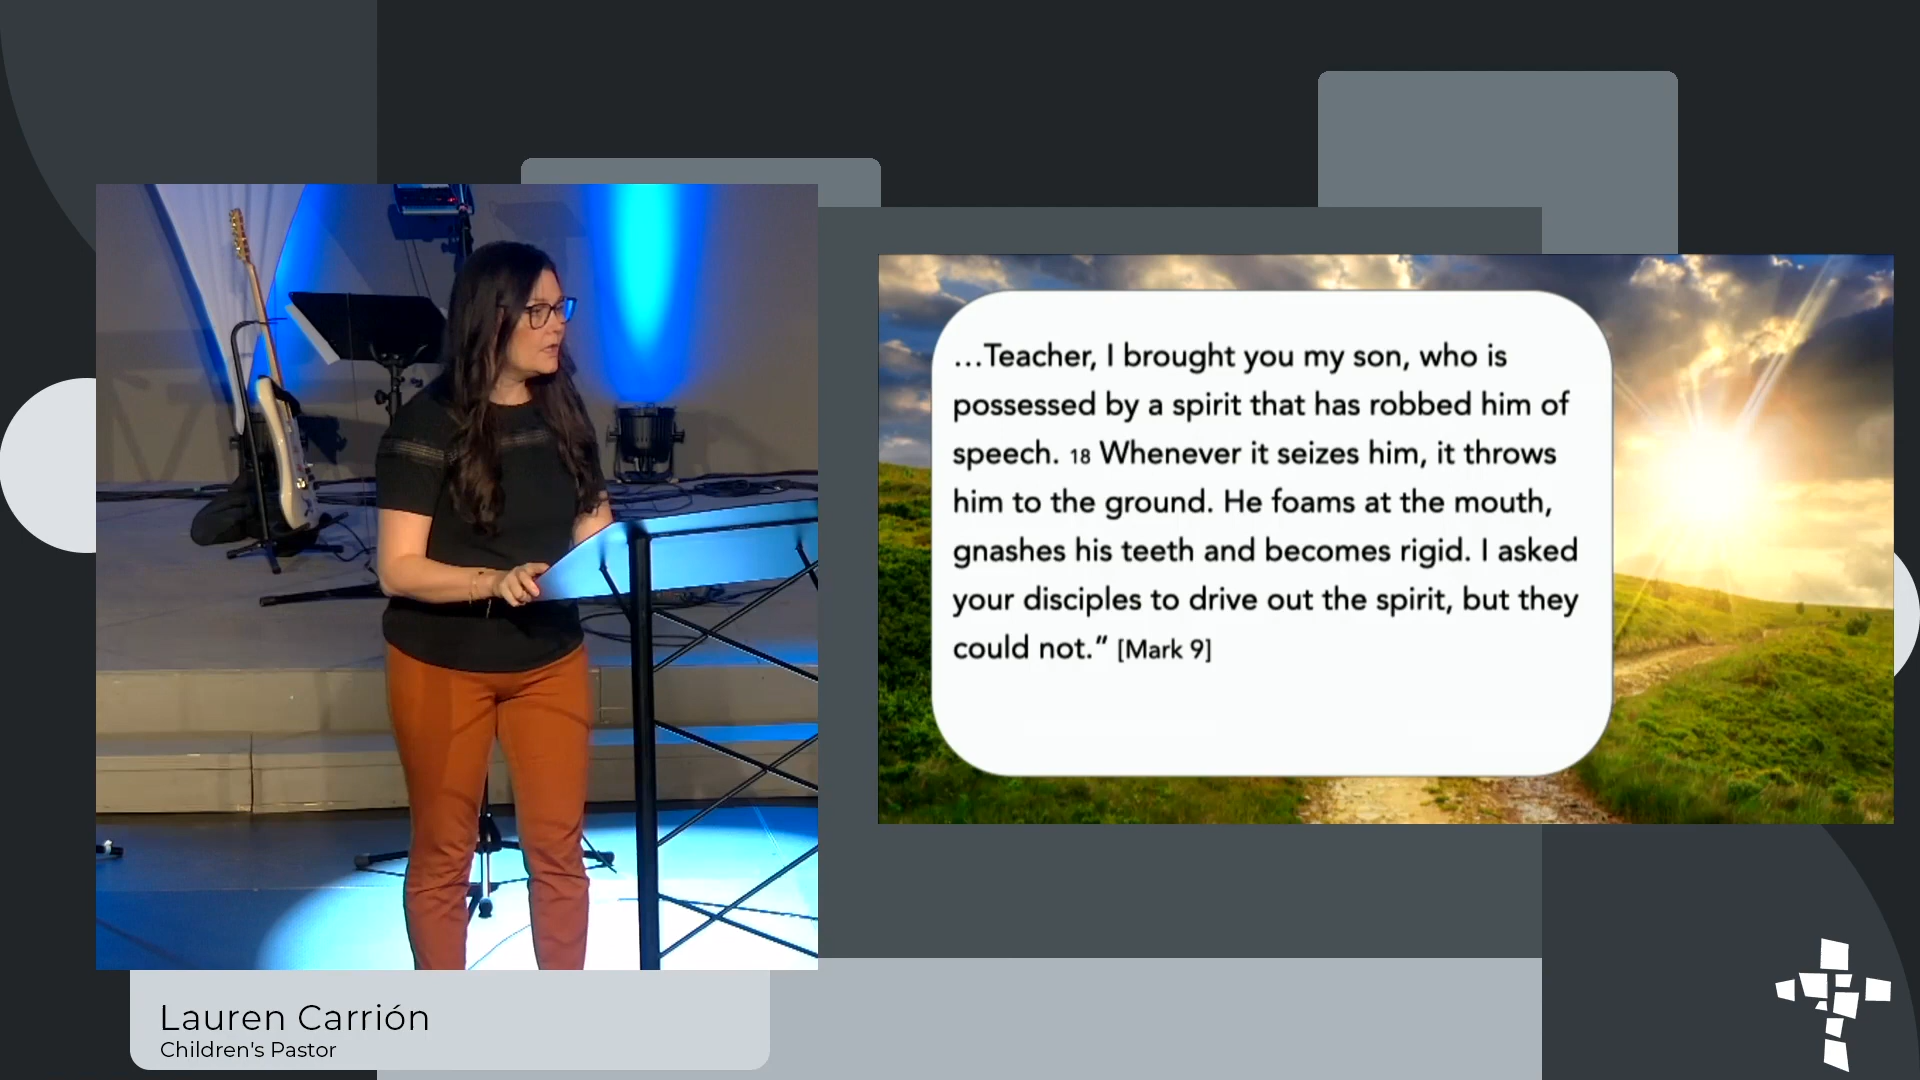 …Teacher, I brought you my son, who is
possessed by a spirit that has robbed him of
speech. 18 Whenever it seizes him, it throws
him to the ground. He foams at the mouth,
gnashes his teeth and becomes rigid. I asked
your disciples to drive out the spirit, but they
could not.” [Mark 9]
Lauren Carrión
Children's Pastor